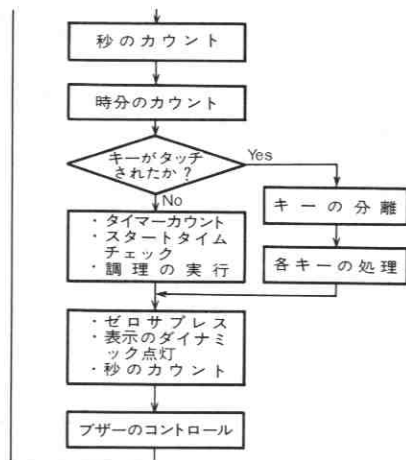 秒のカウント
時分のカウント
キーがタッチ
されたか？
Yes
No
キーの分離
・タイマーカウント
・スタートタイム
チェック
・調理の実行
各キーの処理
・ゼロサプレス
・表示のダイナミ
ック点灯
・秒のカウント
ブザーのコントロール